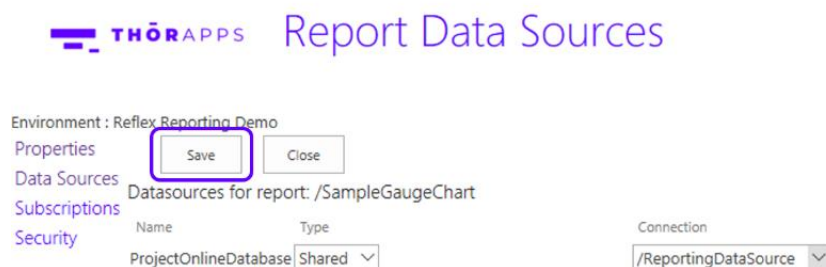 THŌRAPPS Report Data Sources
Environment : Reflex Reporting Demo
Properties
Save Close
Data Sources
Datasources for report: /SampleGaugeChart
Subscriptions
Name Type Connection
Security
ProjectOnlineDatabase Shared /ReportingDataSource